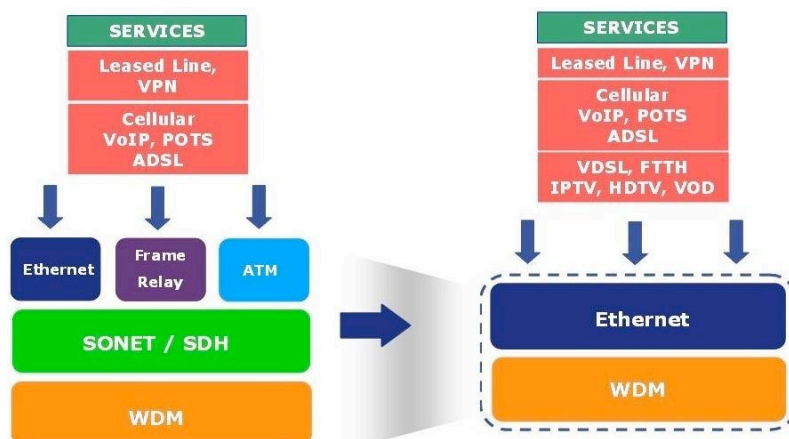 SERVICES
Leased Line,
VPN
Cellular
VoIP, POTS
ADSL
Ethernet
Frame
Relay
ATM
SONET / SDH
WDM
SERVICES
Leased Line, VPN
Cellular
VoIP, POTS
ADSL
VDSL, FTTH
IPTV, HDTV, VOD
Ethernet
WDM